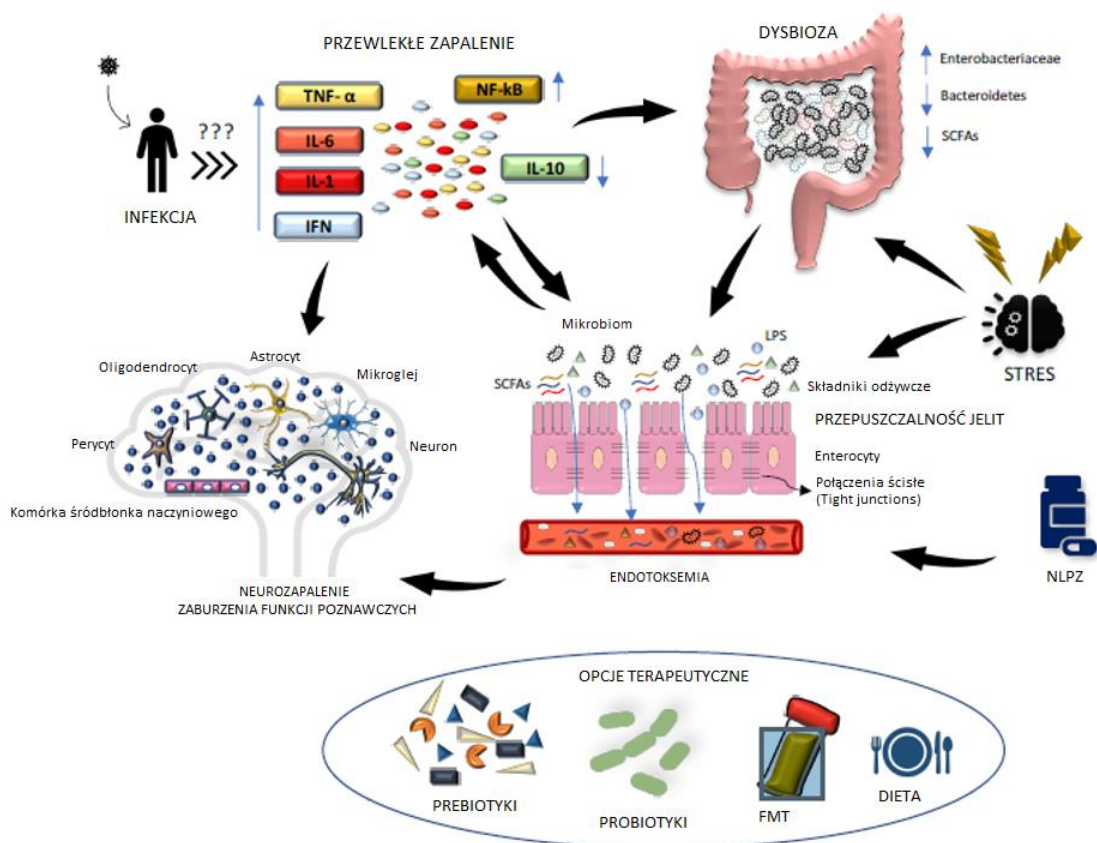 PRZEWLEKŁE ZAPALENIE
DYSBIOZA
TNF- α
NF-kB
IL-6
IL-1
IL-10
IFN
???
INFEKCJA
Enterobacteriaceae
Bacteroidetes
SCFAs
STRES
Mikrobiom
LPS
SCFAs
Składniki odżywcze
PRZEPUSZCZALNOŚĆ JELIT
Enterocyty
Połączenia ścisłe
(Tight junctions)
ENDOTOKSEMIA
NLPZ
Oligodendrocyt
Astrocyt
Mikroglej
Perycyt
Neuron
Komórka śródbłonka naczyniowego
NEUROZAPALENIE
ZABURZENIA FUNKCJI POZNAWCZYCH
OPCJE TERAPEUTYCZNE
PREBIOTYKI
PROBIOTYKI
FMT
DIETA